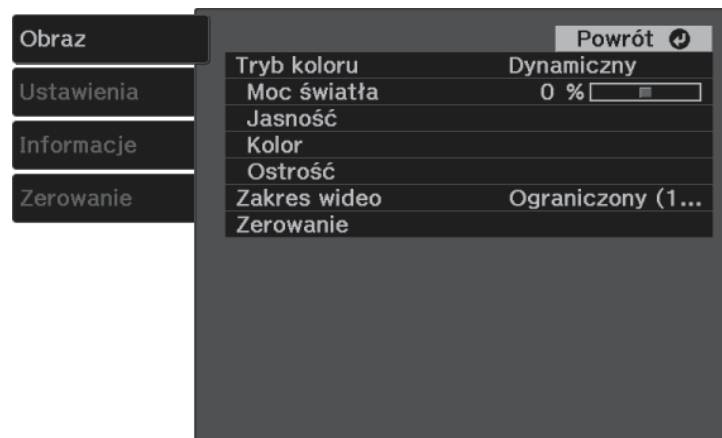 Obraz
Ustawienia
Informacje
Zerowanie
Powrót
Tryb koloru Dynamiczny
Moc światła 0 %
Jasność
Kolor
Ostrość
Zakres wideo Ograniczony (1...
Zerowanie